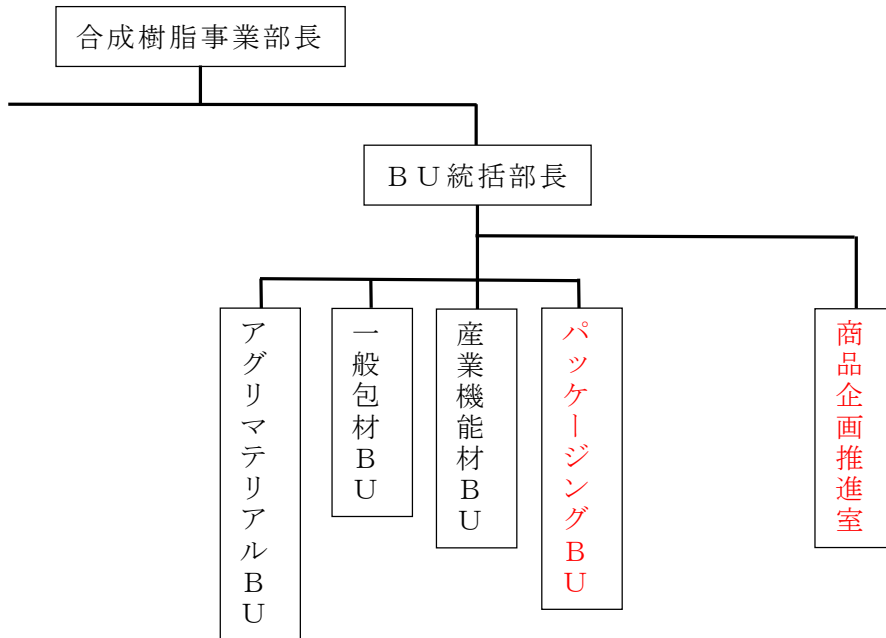 合成樹脂事業部長
ＢＵ統括部長
アグリマテリアルＢＵ
一般包材ＢＵ
産業機能材ＢＵ
パッケージングＢＵ
商品企画推進室